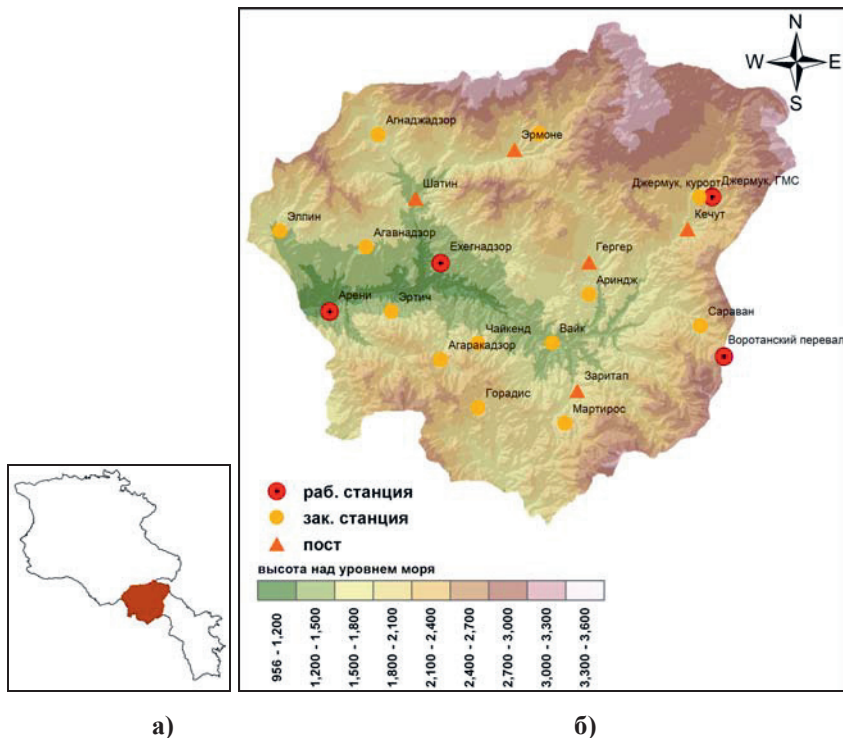 N
W E
S
Агнаджадзор
Эрмоне
Шатин
Джермук, курорт
Джермук, ГМС
Кечут
Элпин
Агавнадзор
Ехегнадзор
Гергер
Ариндж
Арени
Эртич
Сараван
Чайкенд
Вайк
Воротанский перевал
Агаракадзор
Заритап
Горадис
Мартирос
раб. станция
зак. станция
пост
высота над уровнем моря
956 - 1,200
1,200 - 1,500
1,500 - 1,800
1,800 - 2,100
2,100 - 2,400
2,400 - 2,700
2,700 - 3,000
3,000 - 3,300
3,300 - 3,600
а) б)